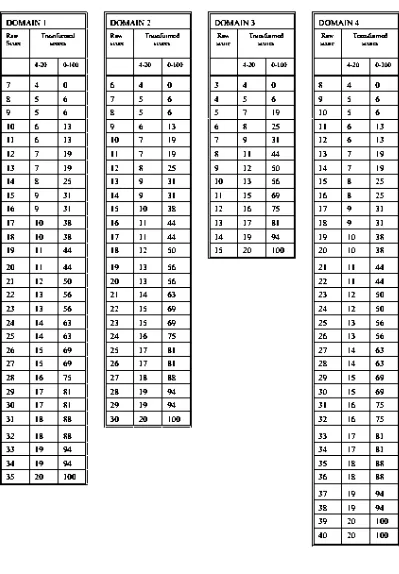 DOMAIN 1
Raw Transformed
Score scores
4-20 0-100
7 4 0
8 5 6
9 5 6
10 6 13
11 6 13
12 7 19
13 7 19
14 8 25
15 9 31
16 9 31
17 10 38
18 10 38
19 11 44
20 11 44
21 12 50
22 13 56
23 13 56
24 14 63
25 14 63
26 15 69
27 15 69
28 16 75
29 17 81
30 17 81
31 18 88
32 18 88
33 19 94
34 19 94
35 20 100
DOMAIN 2
Raw Transformed
score scores
4-20 0-100
6 4 0
7 5 6
8 5 6
9 6 13
10 7 19
11 7 19
12 8 25
13 9 31
14 9 31
15 10 38
16 11 44
17 11 44
18 12 50
19 13 56
20 13 56
21 14 63
22 15 69
23 15 69
24 16 75
25 17 81
26 17 81
27 18 88
28 19 94
29 19 94
30 20 100
DOMAIN 3
Raw Transformed
score scores
4-20 0-100
3 4 0
4 5 6
5 7 19
6 8 25
7 9 31
8 11 44
9 12 50
10 13 56
11 15 69
12 16 75
13 17 81
14 19 94
15 20 100
DOMAIN 4
Raw Transformed
score scores
4-20 0-100
8 4 0
9 5 6
10 5 6
11 6 13
12 6 13
13 7 19
14 7 19
15 8 25
16 8 25
17 9 31
18 9 31
19 10 38
20 10 38
21 11 44
22 11 44
23 12 50
24 12 50
25 13 56
26 13 56
27 14 63
28 14 63
29 15 69
30 15 69
31 16 75
32 16 75
33 17 81
34 17 81
35 18 88
36 18 88
37 19 94
38 19 94
39 20 100
40 20 100